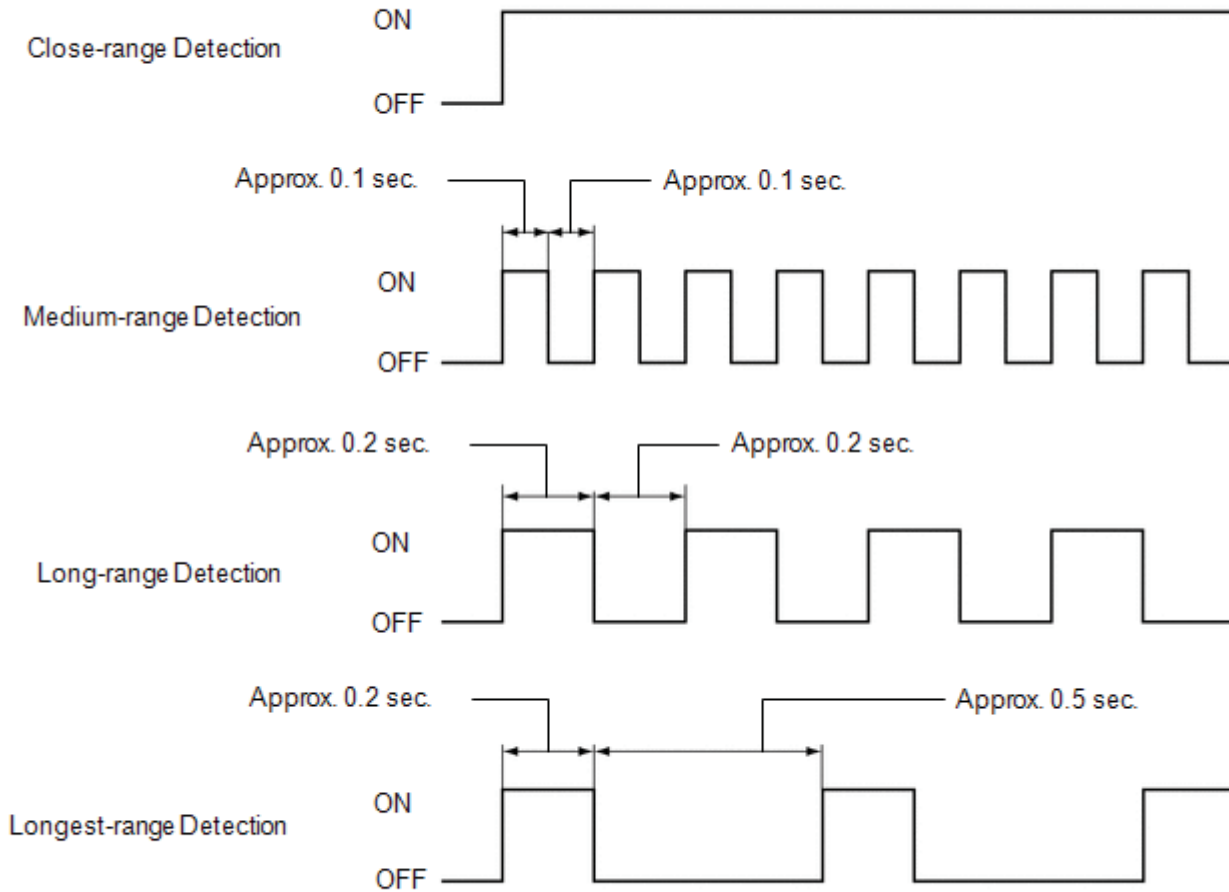 ON
Close-range Detection
OFF
Approx. 0.1 sec.
Approx. 0.1 sec.
ON
Medium-range Detection
OFF
Approx. 0.2 sec.
Approx. 0.2 sec.
ON
Long-range Detection
OFF
Approx. 0.2 sec.
Approx. 0.5 sec.
ON
Longest-range Detection
OFF